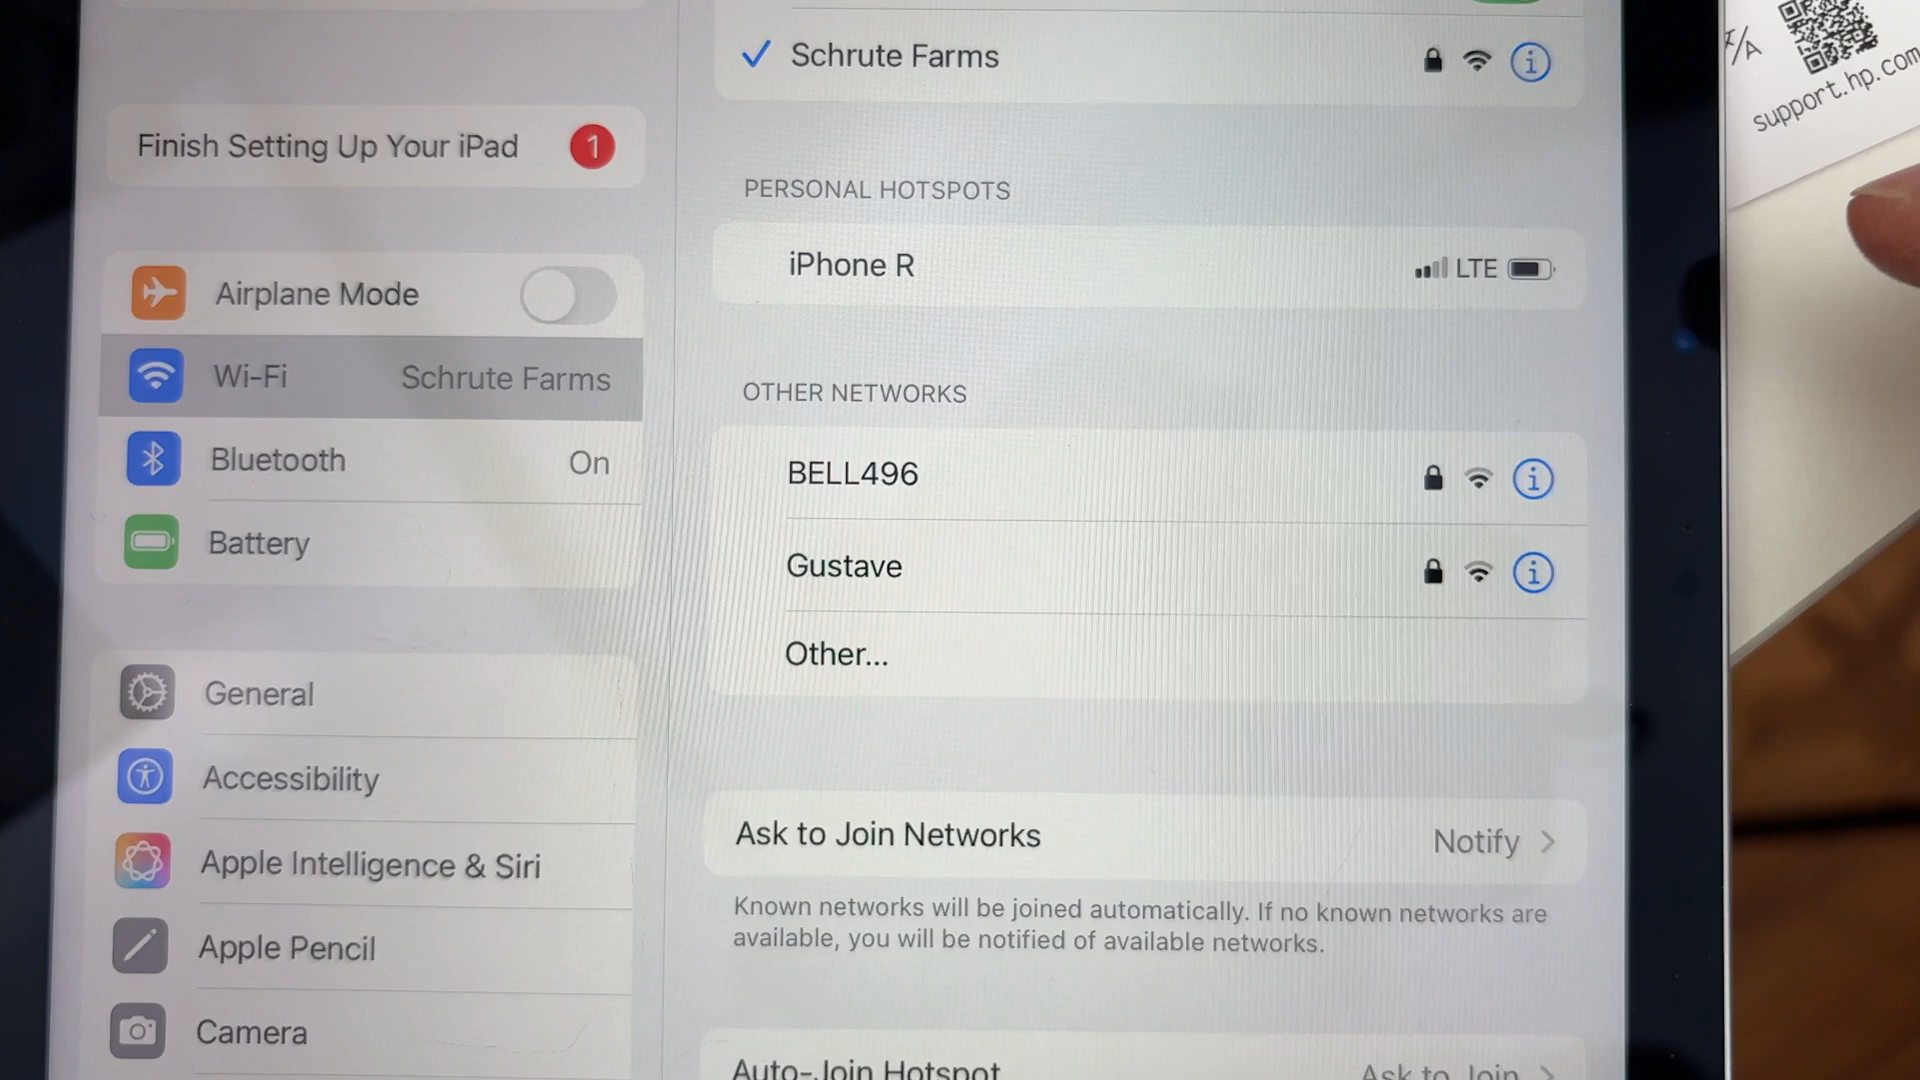 Finish Setting Up Your iPad 1
Airplane Mode
Wi-Fi Schrute Farms
Bluetooth On
Battery
General
Accessibility
Apple Intelligence & Siri
Apple Pencil
Camera
Schrute Farms
PERSONAL HOTSPOTS
iPhone R LTE
OTHER NETWORKS
BELL496
Gustave
Other...
Ask to Join Networks Notify
Known networks will be joined automatically. If no known networks are
available, you will be notified of available networks.
Auto-Join Hotspot Ask to Join
support.hp.com